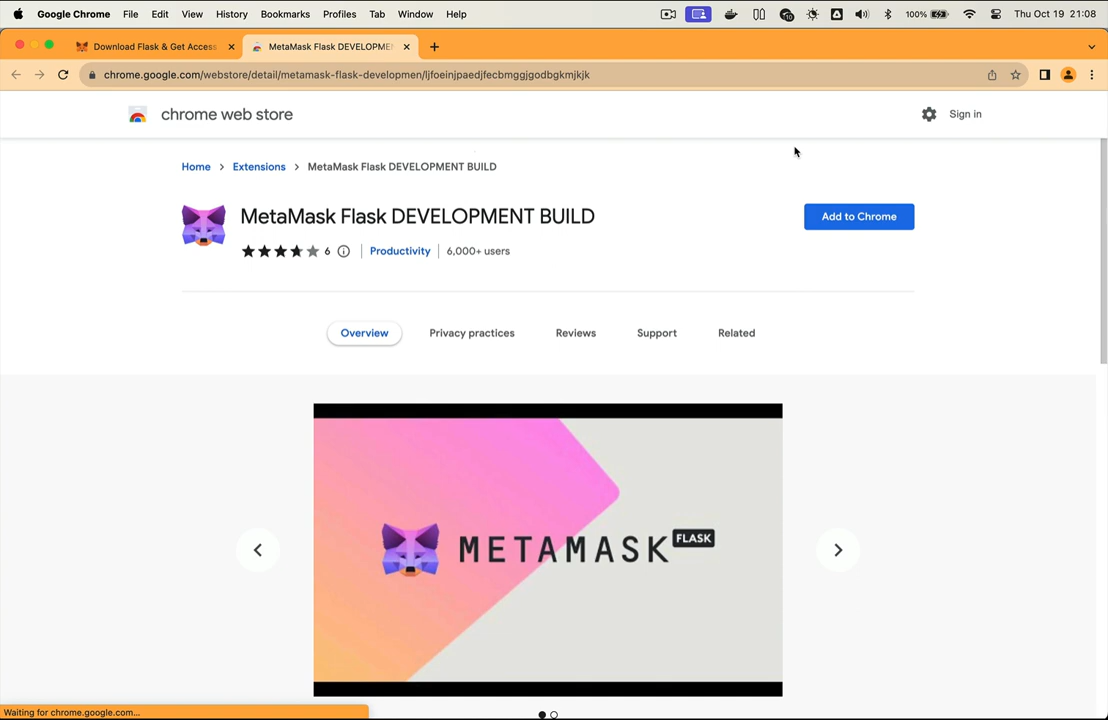 Google Chrome File Edit View History Bookmarks Profiles Tab Window Help 100% Thu Oct 19 21:08
Download Flask & Get Access MetaMask Flask DEVELOPME
chrome.google.com/webstore/detail/metamask-flask-developmen/ljfoeinjpaedjfecbmggjgodbgkmjkjk
chrome web store Sign in
Home Extensions MetaMask Flask DEVELOPMENT BUILD
MetaMask Flask DEVELOPMENT BUILD
Add to Chrome
6 Productivity 6,000+ users
Overview Privacy practices Reviews Support Related
METAMASK FLASK
Waiting for chrome.google.com...